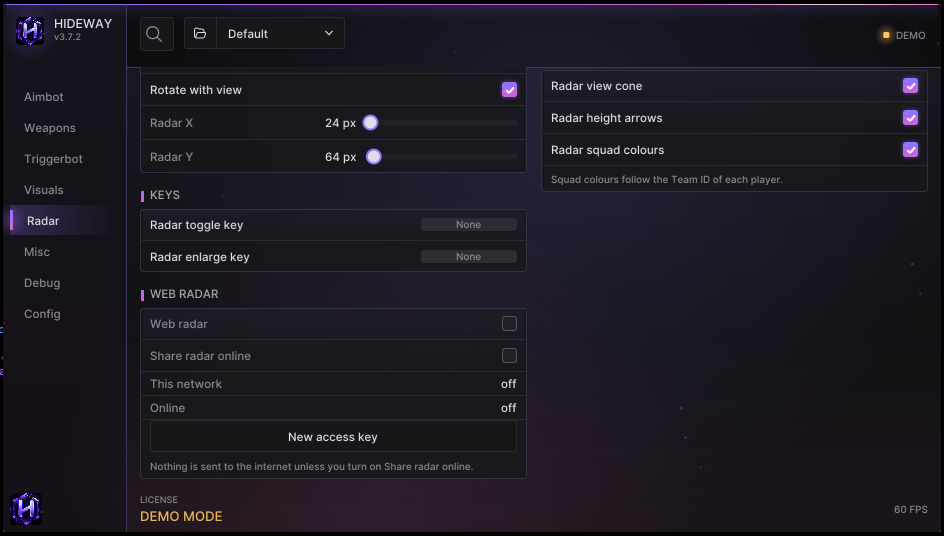 HIDEWAY
v3.7.2
Default
DEMO
Aimbot
Weapons
Triggerbot
Visuals
Radar
Misc
Debug
Config
Rotate with view
Radar X 24 px
Radar Y 64 px
KEYS
Radar toggle key None
Radar enlarge key None
WEB RADAR
Web radar
Share radar online
This network off
Online off
New access key
Nothing is sent to the internet unless you turn on Share radar online.
Radar view cone
Radar height arrows
Radar squad colours
Squad colours follow the Team ID of each player.
LICENSE
DEMO MODE
60 FPS